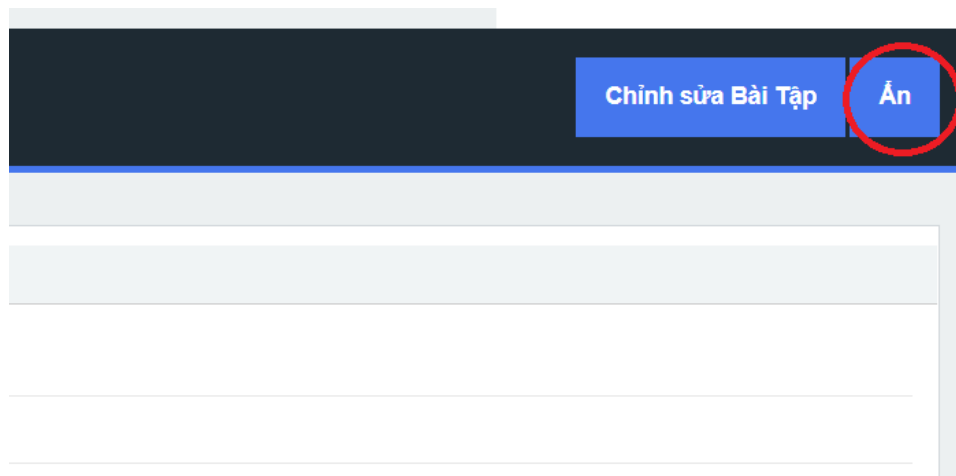 Chỉnh sửa Bài Tập
Ẩn